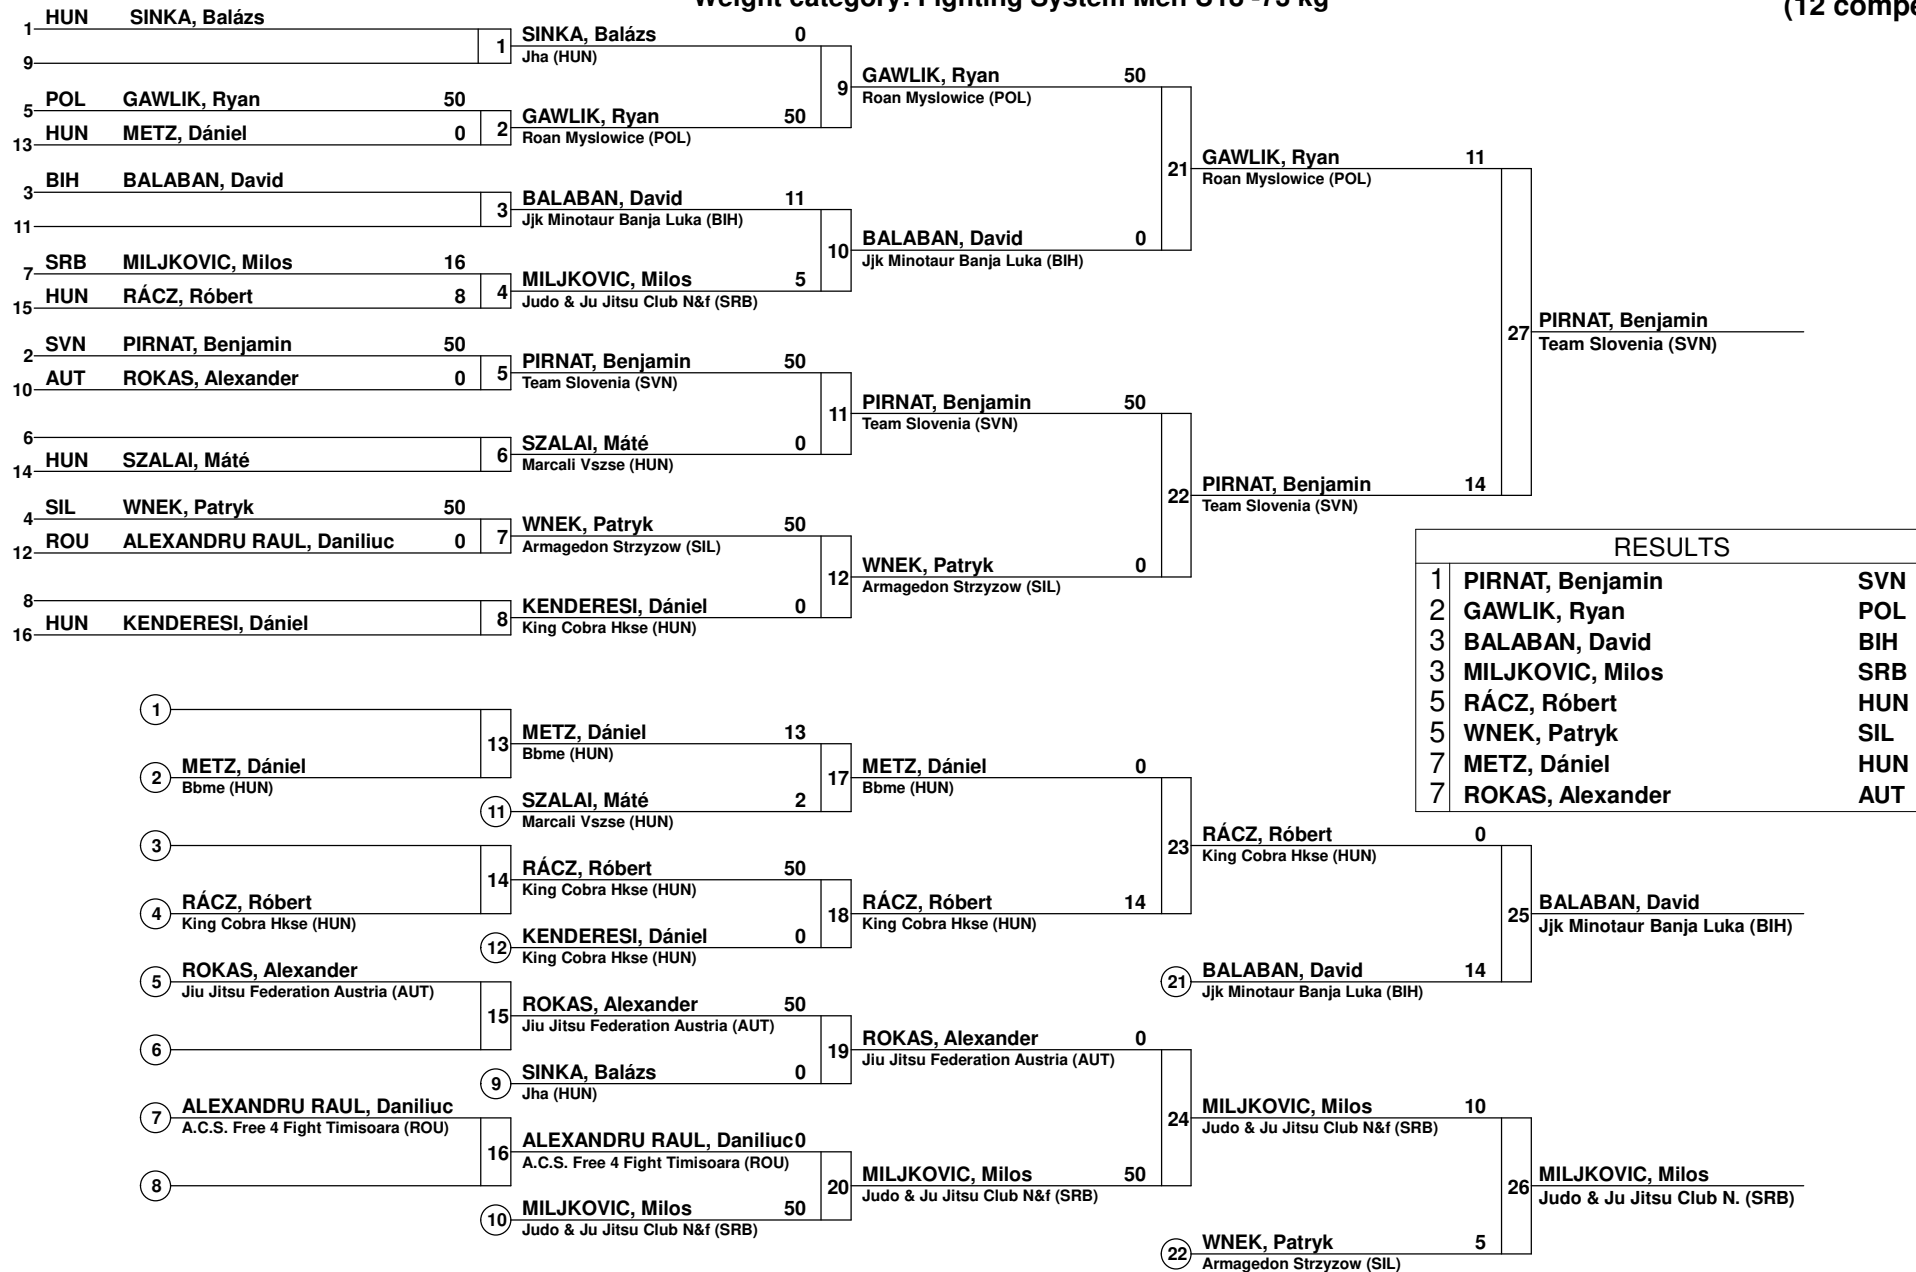 Weight category: Fighting System Men U18 -73 kg
(12 compe
1 HUN SINKA, Balázs
9
1 SINKA, Balázs 0
Jha (HUN)
5 POL GAWLIK, Ryan 50
13 HUN METZ, Dániel 0
2 GAWLIK, Ryan 50
Roan Myslowice (POL)
9 GAWLIK, Ryan 50
Roan Myslowice (POL)
3 BIH BALABAN, David
11
3 BALABAN, David 11
Jjk Minotaur Banja Luka (BIH)
7 SRB MILJKOVIC, Milos 16
15 HUN RÁCZ, Róbert 8
4 MILJKOVIC, Milos 5
Judo & Ju Jitsu Club N&f (SRB)
10 BALABAN, David 0
Jjk Minotaur Banja Luka (BIH)
21 GAWLIK, Ryan 11
Roan Myslowice (POL)
2 SVN PIRNAT, Benjamin 50
10 AUT ROKAS, Alexander 0
5 PIRNAT, Benjamin 50
Team Slovenia (SVN)
6
14 HUN SZALAI, Máté
6 SZALAI, Máté 0
Marcali Vszse (HUN)
11 PIRNAT, Benjamin 50
Team Slovenia (SVN)
4 SIL WNEK, Patryk 50
12 ROU ALEXANDRU RAUL, Daniliuc 0
7 WNEK, Patryk 50
Armagedon Strzyzow (SIL)
8
16 HUN KENDERESI, Dániel
8 KENDERESI, Dániel 0
King Cobra Hkse (HUN)
12 WNEK, Patryk 0
Armagedon Strzyzow (SIL)
22 PIRNAT, Benjamin 14
Team Slovenia (SVN)
27 PIRNAT, Benjamin
Team Slovenia (SVN)
RESULTS
1 PIRNAT, Benjamin SVN
2 GAWLIK, Ryan POL
3 BALABAN, David BIH
3 MILJKOVIC, Milos SRB
5 RÁCZ, Róbert HUN
5 WNEK, Patryk SIL
7 METZ, Dániel HUN
7 ROKAS, Alexander AUT
1
2 METZ, Dániel
Bbme (HUN)
13 METZ, Dániel 13
Bbme (HUN)
11 SZALAI, Máté 2
Marcali Vszse (HUN)
17 METZ, Dániel 0
Bbme (HUN)
3
4 RÁCZ, Róbert
King Cobra Hkse (HUN)
14 RÁCZ, Róbert 50
King Cobra Hkse (HUN)
12 KENDERESI, Dániel 0
King Cobra Hkse (HUN)
18 RÁCZ, Róbert 14
King Cobra Hkse (HUN)
23 RÁCZ, Róbert 0
King Cobra Hkse (HUN)
21 BALABAN, David 14
Jjk Minotaur Banja Luka (BIH)
25 BALABAN, David
Jjk Minotaur Banja Luka (BIH)
5 ROKAS, Alexander
Jiu Jitsu Federation Austria (AUT)
6
15 ROKAS, Alexander 50
Jiu Jitsu Federation Austria (AUT)
9 SINKA, Balázs 0
Jha (HUN)
19 ROKAS, Alexander 0
Jiu Jitsu Federation Austria (AUT)
7 ALEXANDRU RAUL, Daniliuc
A.C.S. Free 4 Fight Timisoara (ROU)
8
16 ALEXANDRU RAUL, Daniliuc 0
A.C.S. Free 4 Fight Timisoara (ROU)
10 MILJKOVIC, Milos 50
Judo & Ju Jitsu Club N&f (SRB)
20 MILJKOVIC, Milos 50
Judo & Ju Jitsu Club N&f (SRB)
24 MILJKOVIC, Milos 10
Judo & Ju Jitsu Club N&f (SRB)
22 WNEK, Patryk 5
Armagedon Strzyzow (SIL)
26 MILJKOVIC, Milos
Judo & Ju Jitsu Club N. (SRB)